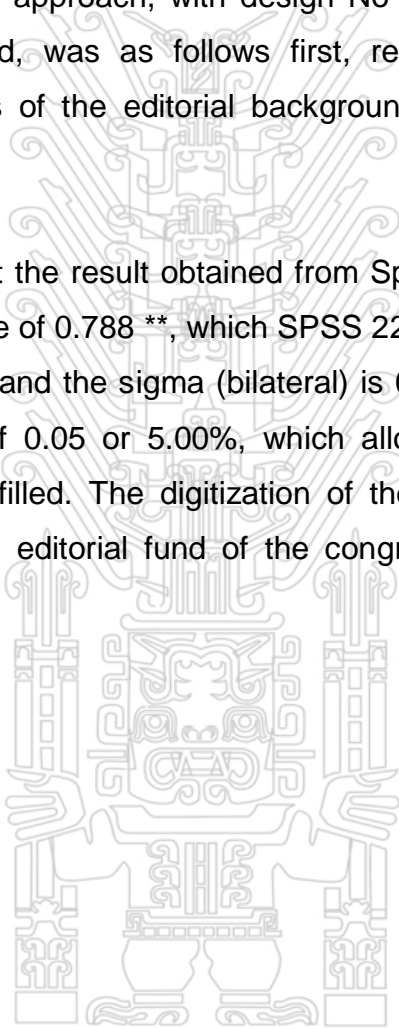 approach, with design No
d, was as follows first, re
s of the editorial background
t the result obtained from Sp
e of 0.788 **, which SPSS 22
and the sigma (bilateral) is
f 0.05 or 5.00%, which allo
filled. The digitization of the
editorial fund of the congr